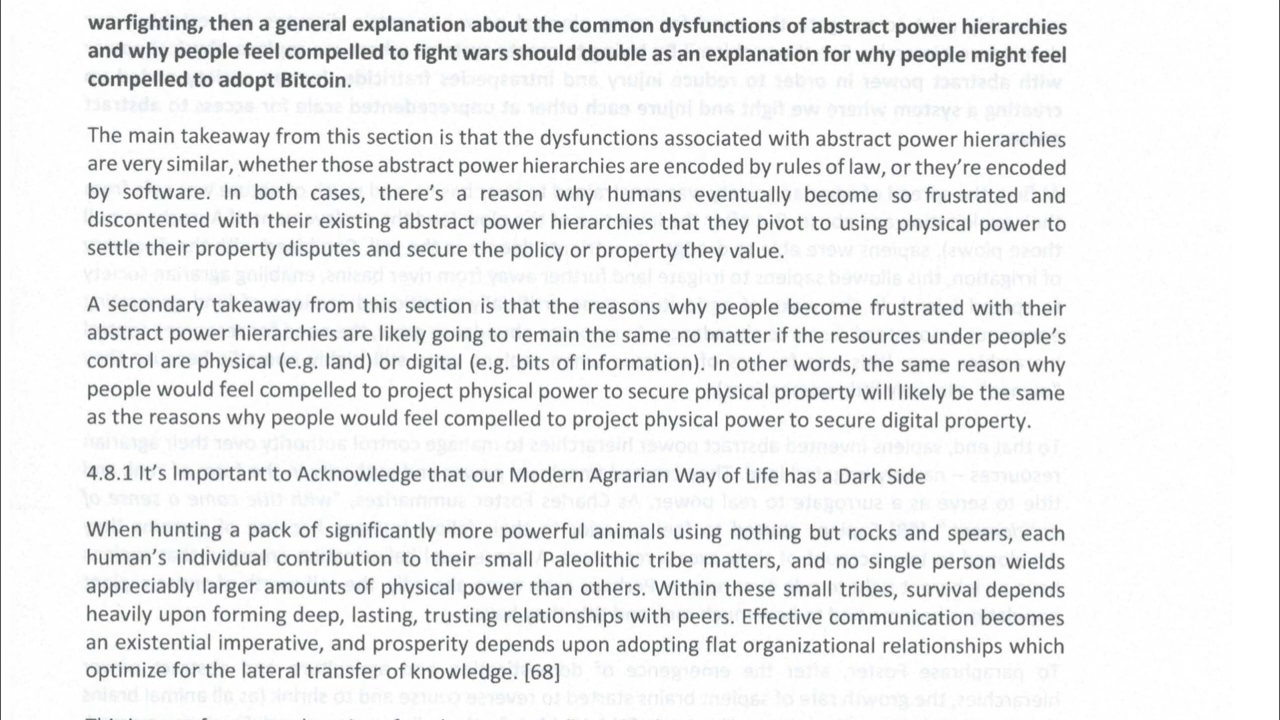 warfighting, then a general explanation about the common dysfunctions of abstract power hierarchies
and why people feel compelled to fight wars should double as an explanation for why people might feel
compelled to adopt Bitcoin.
The main takeaway from this section is that the dysfunctions associated with abstract power hierarchies
are very similar, whether those abstract power hierarchies are encoded by rules of law, or they're encoded
by software. In both cases, there's a reason why humans eventually become so frustrated and
discontented with their existing abstract power hierarchies that they pivot to using physical power to
settle their property disputes and secure the policy or property they value.
A secondary takeaway from this section is that the reasons why people become frustrated with their
abstract power hierarchies are likely going to remain the same no matter if the resources under people's
control are physical (e.g. land) or digital (e.g. bits of information). In other words, the same reason why
people would feel compelled to project physical power to secure physical property will likely be the same
as the reasons why people would feel compelled to project physical power to secure digital property.
4.8.1 It's Important to Acknowledge that our Modern Agrarian Way of Life has a Dark Side
When hunting a pack of significantly more powerful animals using nothing but rocks and spears, each
human's individual contribution to their small Paleolithic tribe matters, and no single person wields
appreciably larger amounts of physical power than others. Within these small tribes, survival depends
heavily upon forming deep, lasting, trusting relationships with peers. Effective communication becomes
an existential imperative, and prosperity depends upon adopting flat organizational relationships which
optimize for the lateral transfer of knowledge. [68]